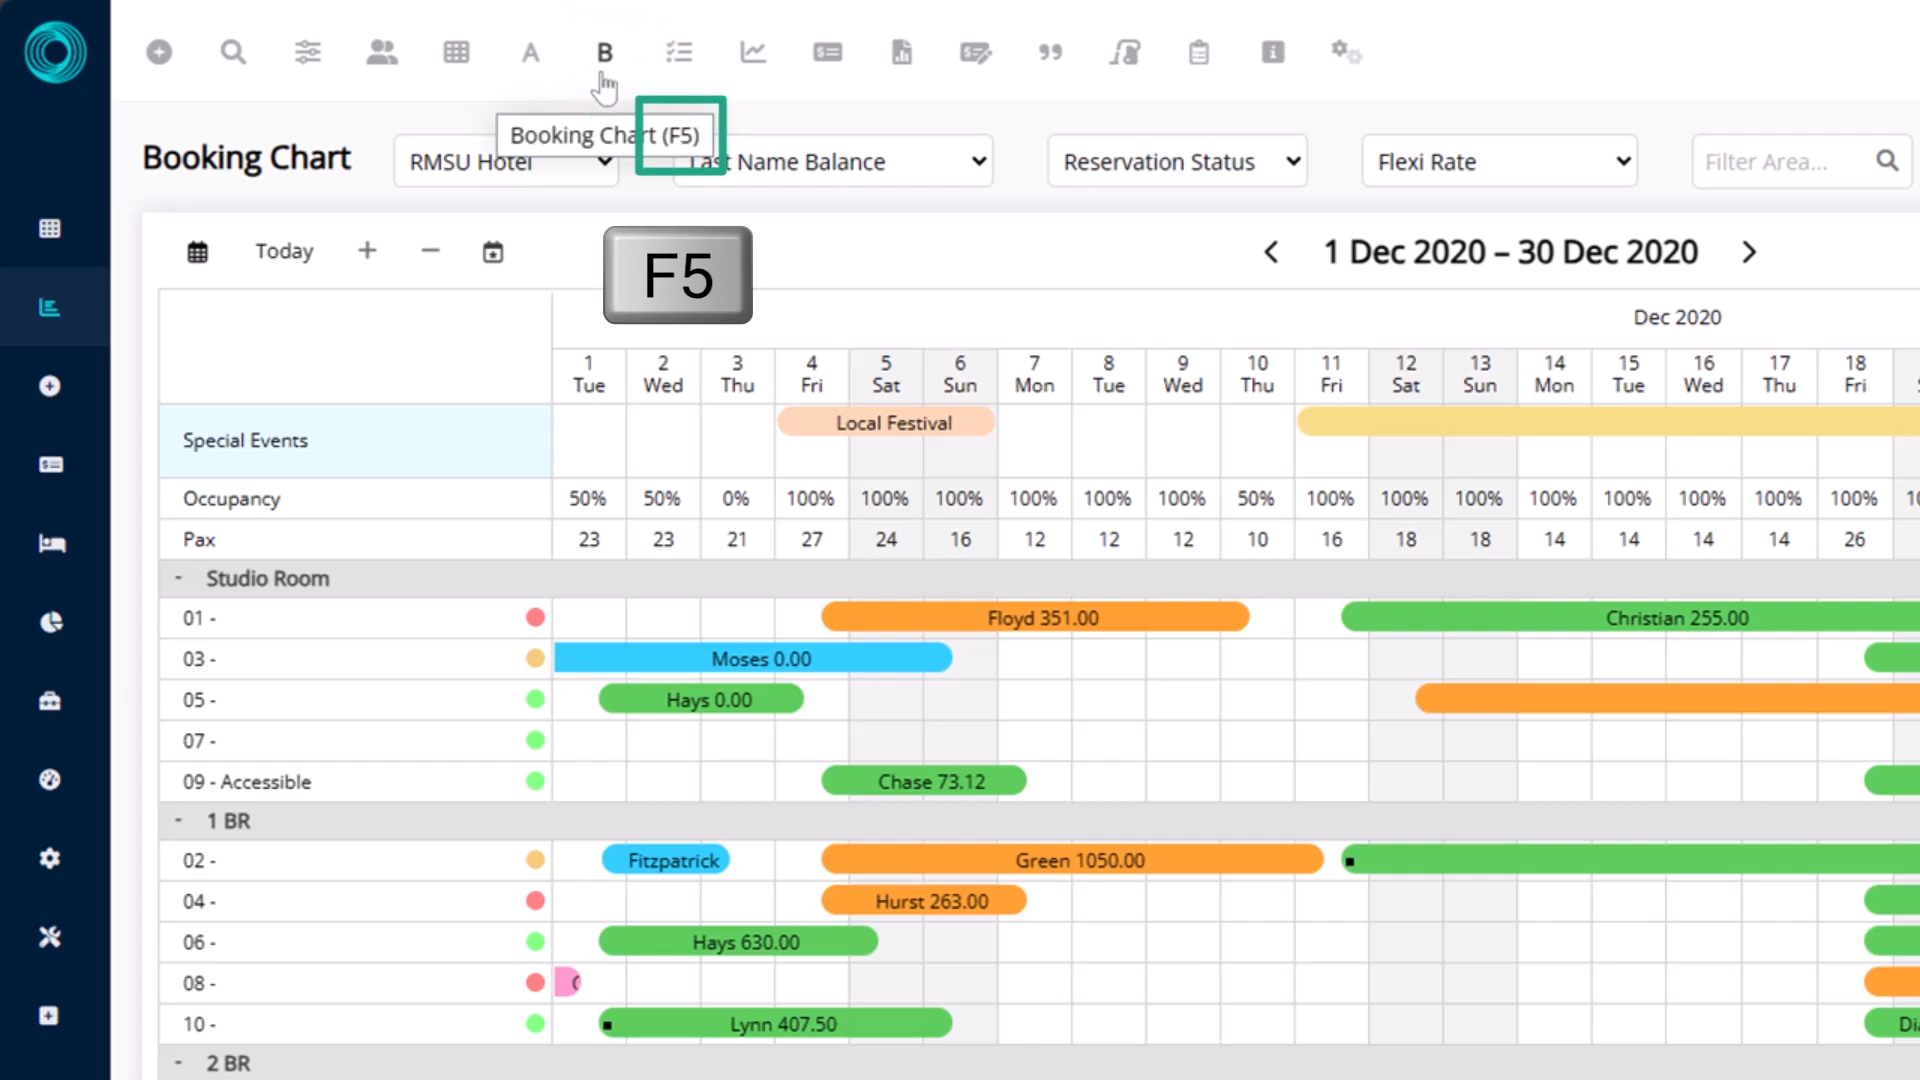 A B
Booking Chart (F5)
Booking Chart RMSU Hotel Last Name Balance Reservation Status Flexi Rate Filter Area...
Today + − 1 Dec 2020 – 30 Dec 2020
F5
Dec 2020
1 2 3 4 5 6 7 8 9 10 11 12 13 14 15 16 17 18
Tue Wed Thu Fri Sat Sun Mon Tue Wed Thu Fri Sat Sun Mon Tue Wed Thu Fri
Local Festival
Special Events
Occupancy 50% 50% 0% 100% 100% 100% 100% 100% 100% 50% 100% 100% 100% 100% 100% 100% 100% 100%
Pax 23 23 21 27 24 16 12 12 12 10 16 18 18 14 14 14 14 26
- Studio Room
01 - Floyd 351.00 Christian 255.00
03 - Moses 0.00
05 - Hays 0.00
07 -
09 - Accessible Chase 73.12
- 1 BR
02 - Fitzpatrick Green 1050.00
04 - Hurst 263.00
06 - Hays 630.00
08 -
10 - Lynn 407.50
- 2 BR